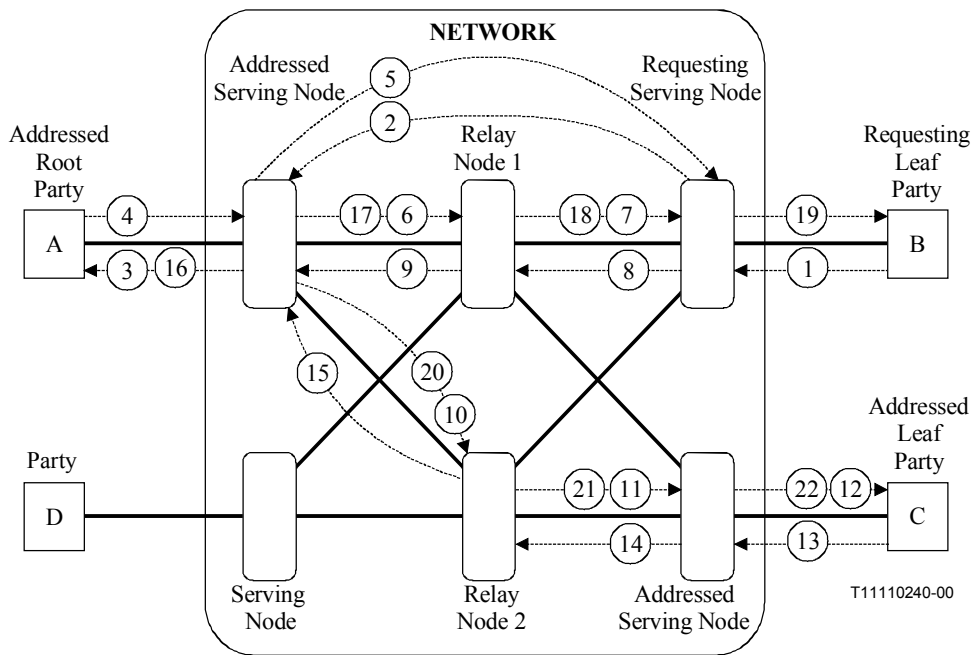 NETWORK
Addressed
Serving Node
Requesting
Serving Node
5
2
Relay
Node 1
Addressed
Root
Party
Requesting
Leaf
Party
4
17
6
18
7
19
A
B
3
16
9
8
1
15
20
10
Party
Addressed
Leaf
Party
21
11
22
12
D
C
14
13
Serving
Node
Relay
Node 2
Addressed
Serving Node
T11110240-00